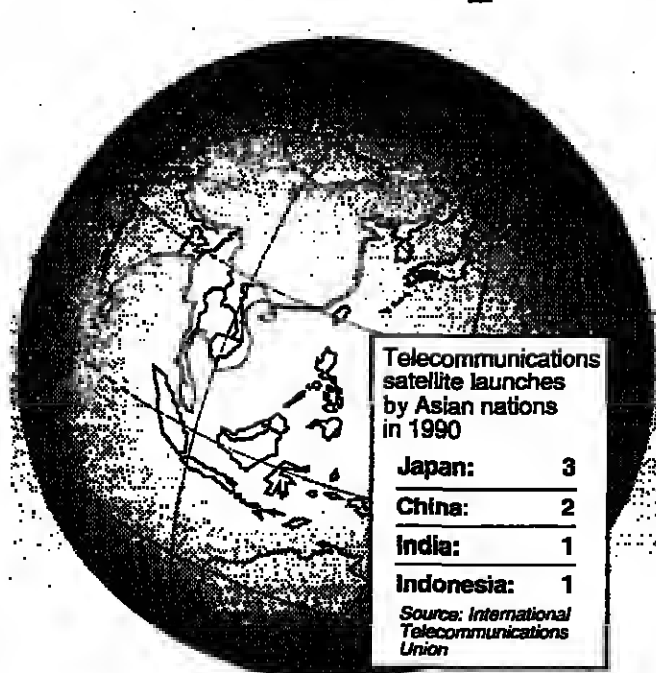 Telecommunications
satellite launches
by Asian nations
in 1990
Japan: 3
China: 2
India: 1
Indonesia: 1
Source: International
Telecommunications
Union